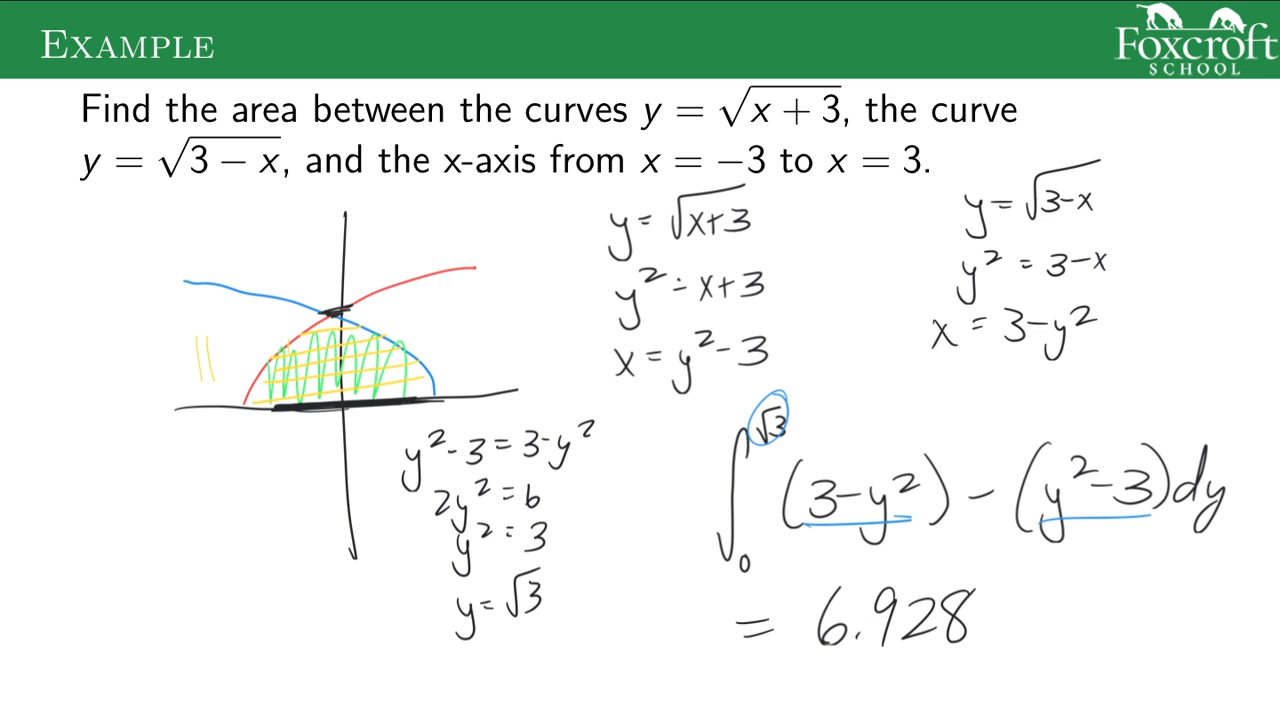 EXAMPLE
Foxcroft
SCHOOL
Find the area between the curves y = √(x + 3), the curve
y = √(3 − x), and the x-axis from x = −3 to x = 3.
y = √(x+3)
y² = x+3
x = y² - 3
y = √(3-x)
y² = 3-x
x = 3-y²
y² - 3 = 3-y²
2y² = 6
y² = 3
y = √3
∫₀^√3 (3-y²) - (y²-3)dy
= 6.928